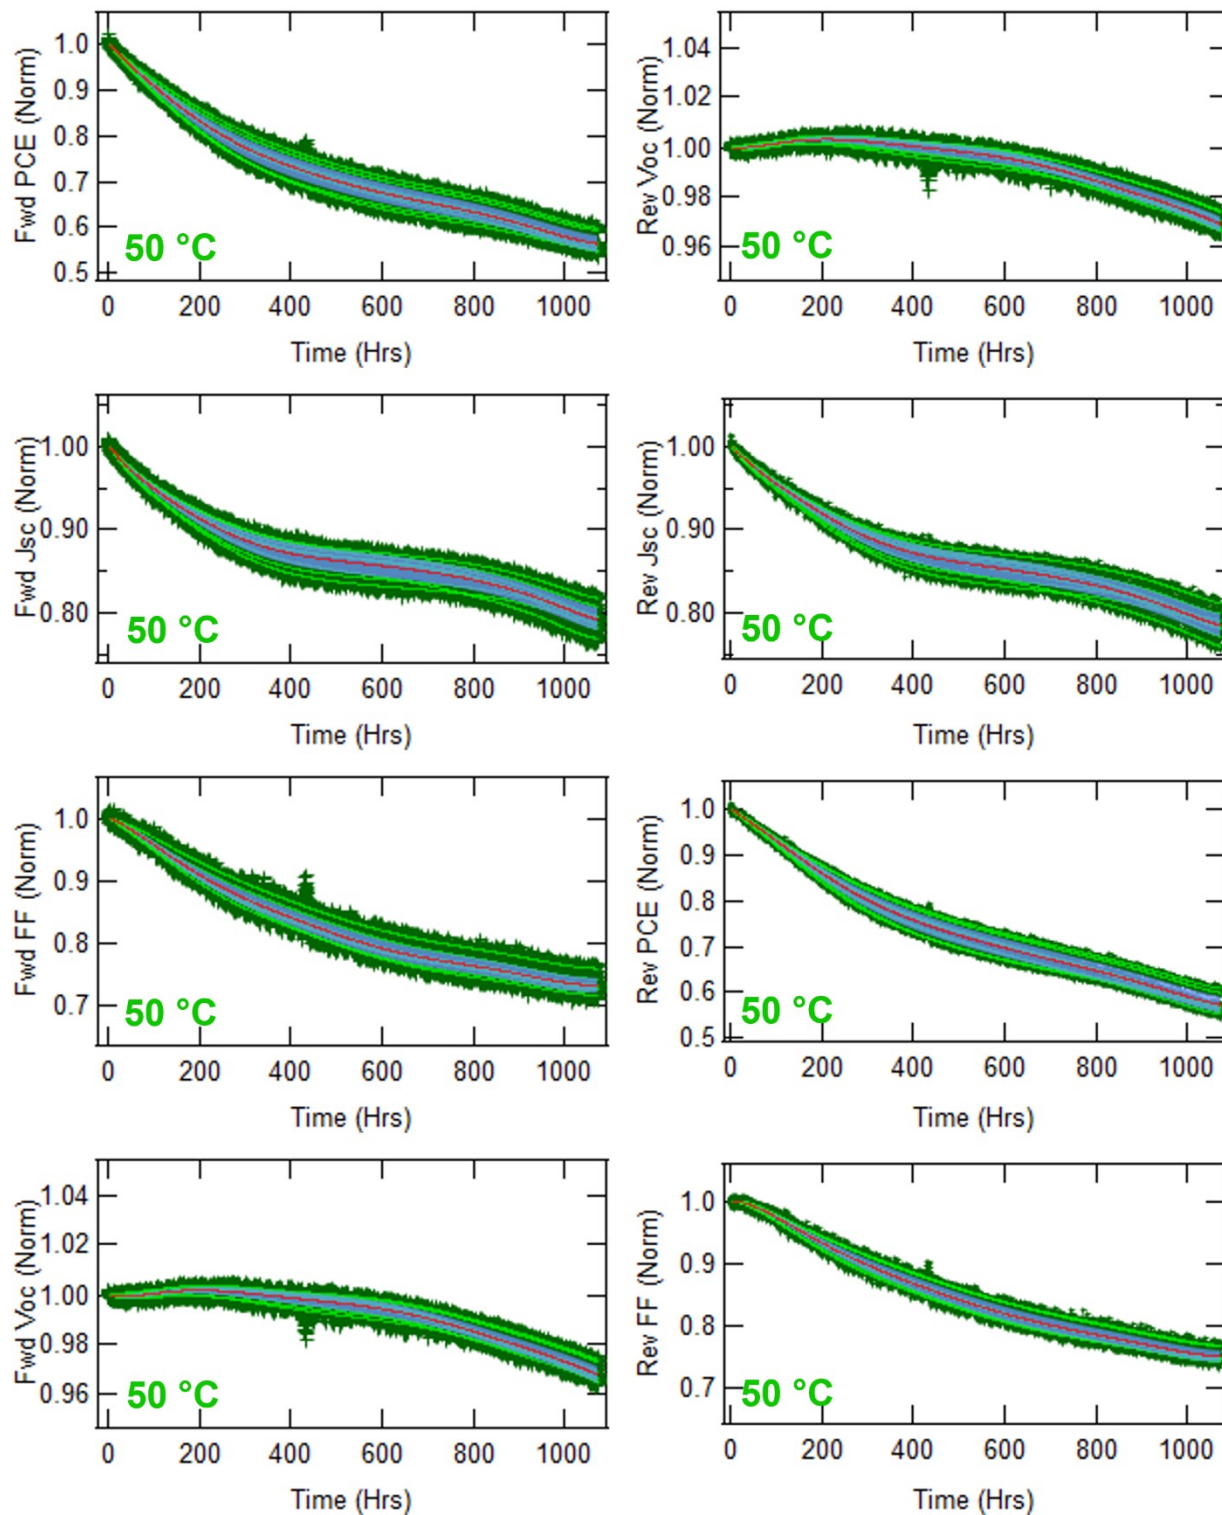 Fwd PCE (Norm)
1.0
0.9
0.8
0.7
0.6
0.5
50 °C
0 200 400 600 800 1000
Time (Hrs)
Rev Voc (Norm)
1.04
1.02
1.00
0.98
0.96
50 °C
0 200 400 600 800 1000
Time (Hrs)
Fwd Jsc (Norm)
1.00
0.90
0.80
50 °C
0 200 400 600 800 1000
Time (Hrs)
Rev Jsc (Norm)
1.00
0.90
0.80
50 °C
0 200 400 600 800 1000
Time (Hrs)
Fwd FF (Norm)
1.0
0.9
0.8
0.7
50 °C
0 200 400 600 800 1000
Time (Hrs)
Rev PCE (Norm)
1.0
0.9
0.8
0.7
0.6
0.5
50 °C
0 200 400 600 800 1000
Time (Hrs)
Fwd Voc (Norm)
1.04
1.02
1.00
0.98
0.96
50 °C
0 200 400 600 800 1000
Time (Hrs)
Rev FF (Norm)
1.0
0.9
0.8
0.7
50 °C
0 200 400 600 800 1000
Time (Hrs)